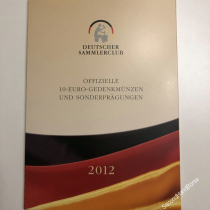 DEUTSCHER
SAMMLERCLUB
OFFIZIELLE
10-EURO-GEDENKMÜNZEN
UND SONDERPRÄGUNGEN
2012